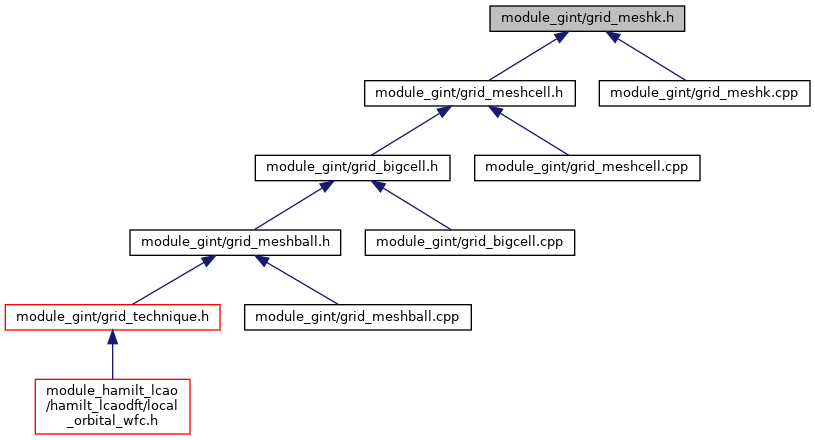 module_gint/grid_meshk.h
module_gint/grid_meshcell.h
module_gint/grid_meshk.cpp
module_gint/grid_bigcell.h
module_gint/grid_meshcell.cpp
module_gint/grid_meshball.h
module_gint/grid_bigcell.cpp
module_gint/grid_technique.h
module_gint/grid_meshball.cpp
module_hamilt_lcao
/hamilt_lcaodft/local
_orbital_wfc.h